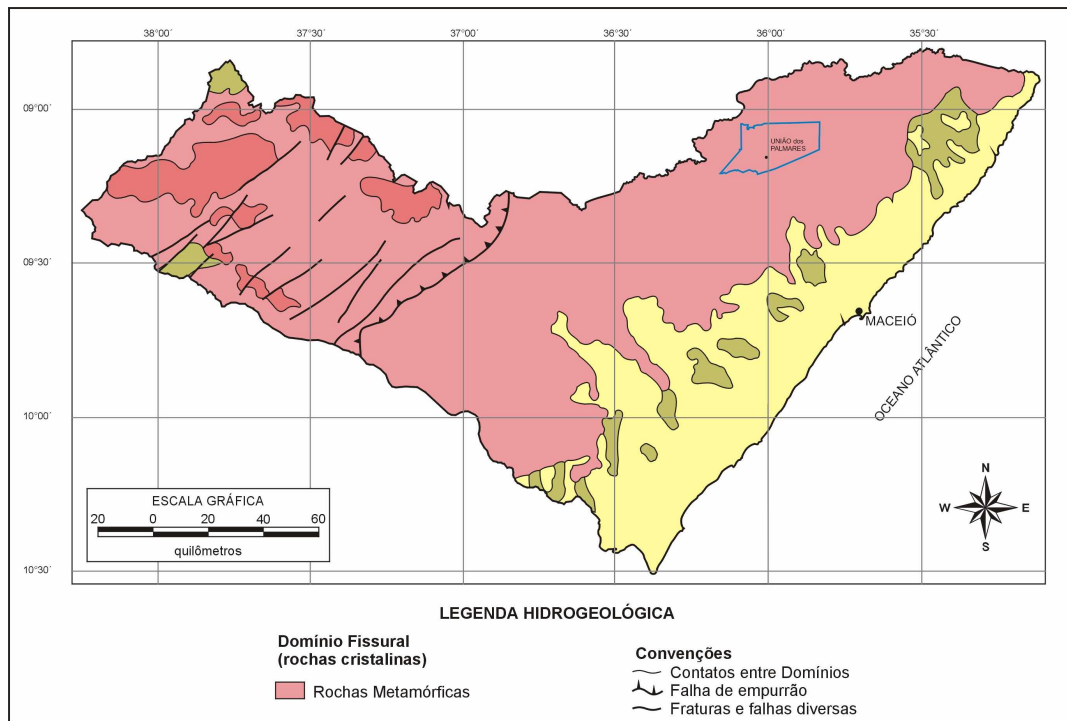 38°00´ 37°30´ 37°00´ 36°30´ 36°00´ 35°30´
09°00´
UNIÃO dos
PALMARES
09°30´
MACEIÓ
OCEANO ATLÂNTICO
10°00´
ESCALA GRÁFICA
20 0 20 40 60
quilômetros
N
W E
S
10°30´
LEGENDA HIDROGEOLÓGICA
Domínio Fissural
(rochas cristalinas)
Rochas Metamórficas
Convenções
Contatos entre Domínios
Falha de empurrão
Fraturas e falhas diversas